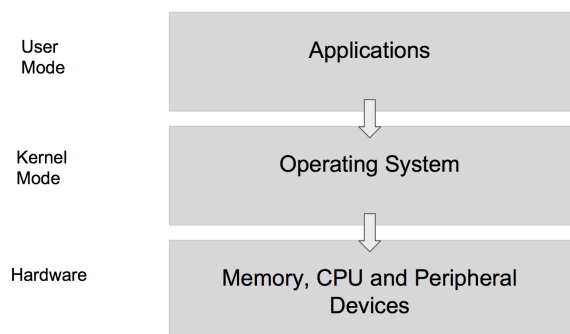 User
Mode
Applications
Kernel
Mode
Operating System
Hardware
Memory, CPU and Peripheral
Devices